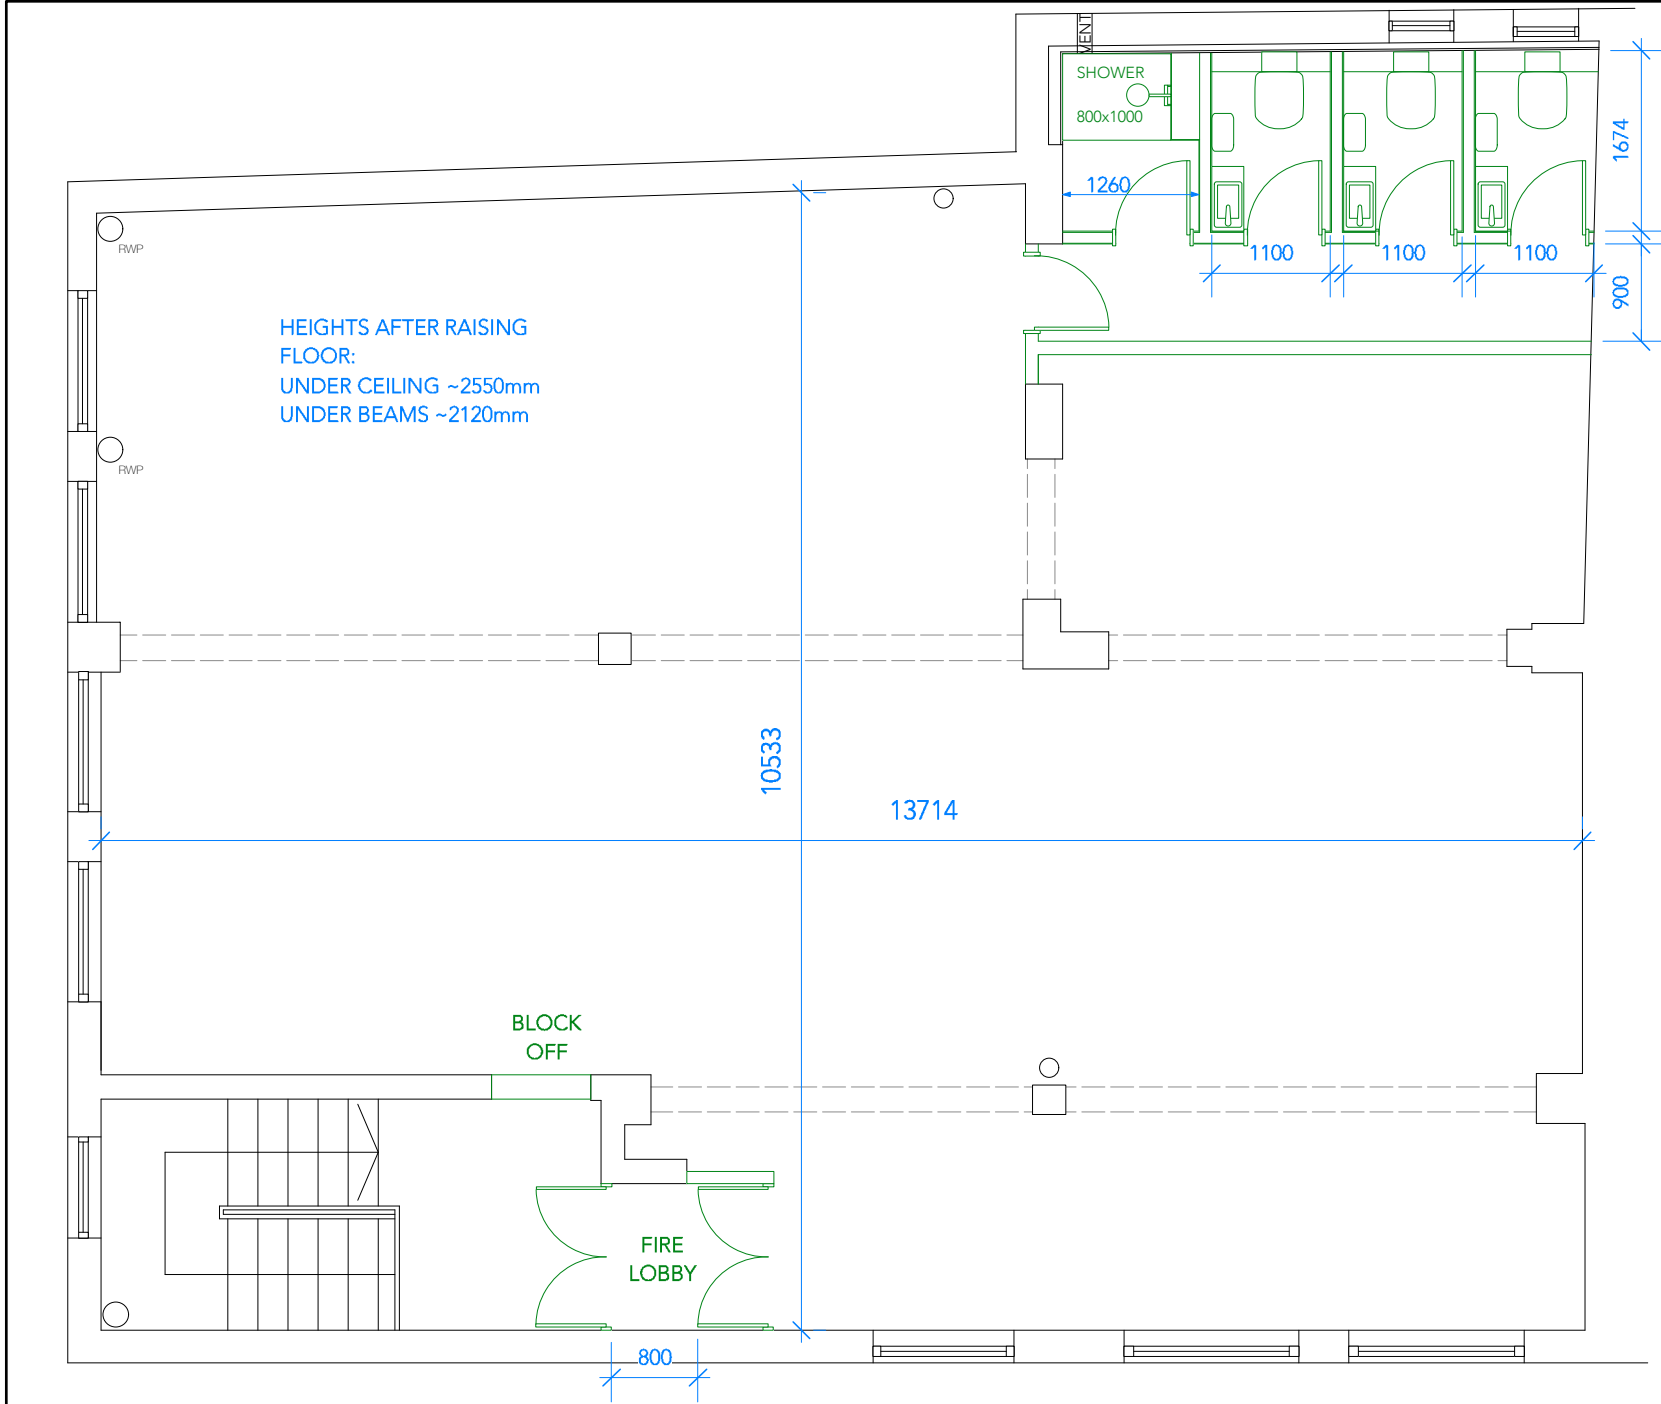 VENT
SHOWER
800x1000
1674
1260
RWP
1100
1100
1100
900
HEIGHTS AFTER RAISING
FLOOR:
UNDER CEILING ~2550mm
UNDER BEAMS ~2120mm
RWP
10533
13714
BLOCK
OFF
FIRE
LOBBY
800